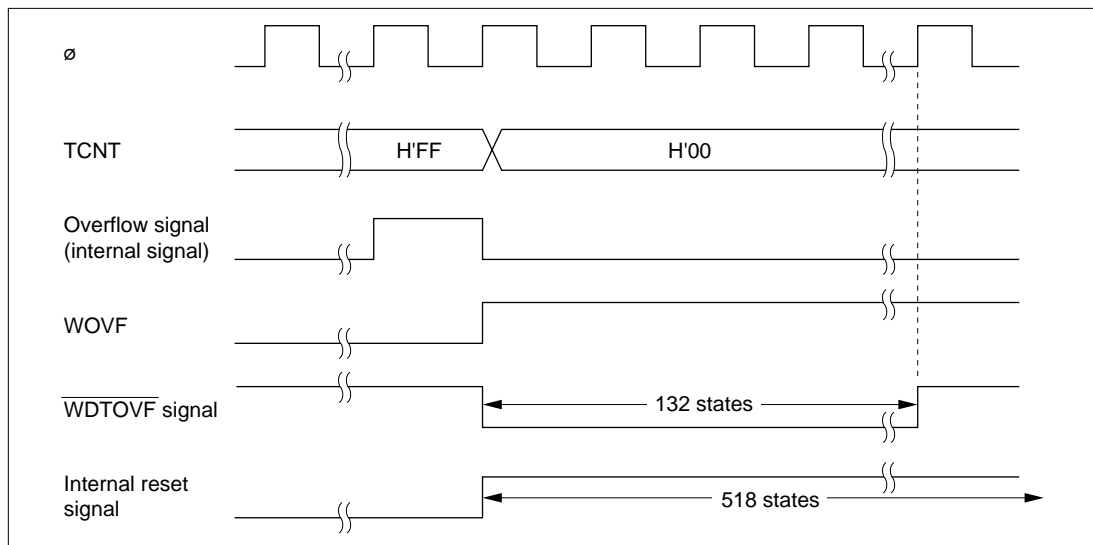 ø
TCNT
H'FF
H'00
Overflow signal
(internal signal)
WOVF
WDTOVF signal
132 states
Internal reset
signal
518 states